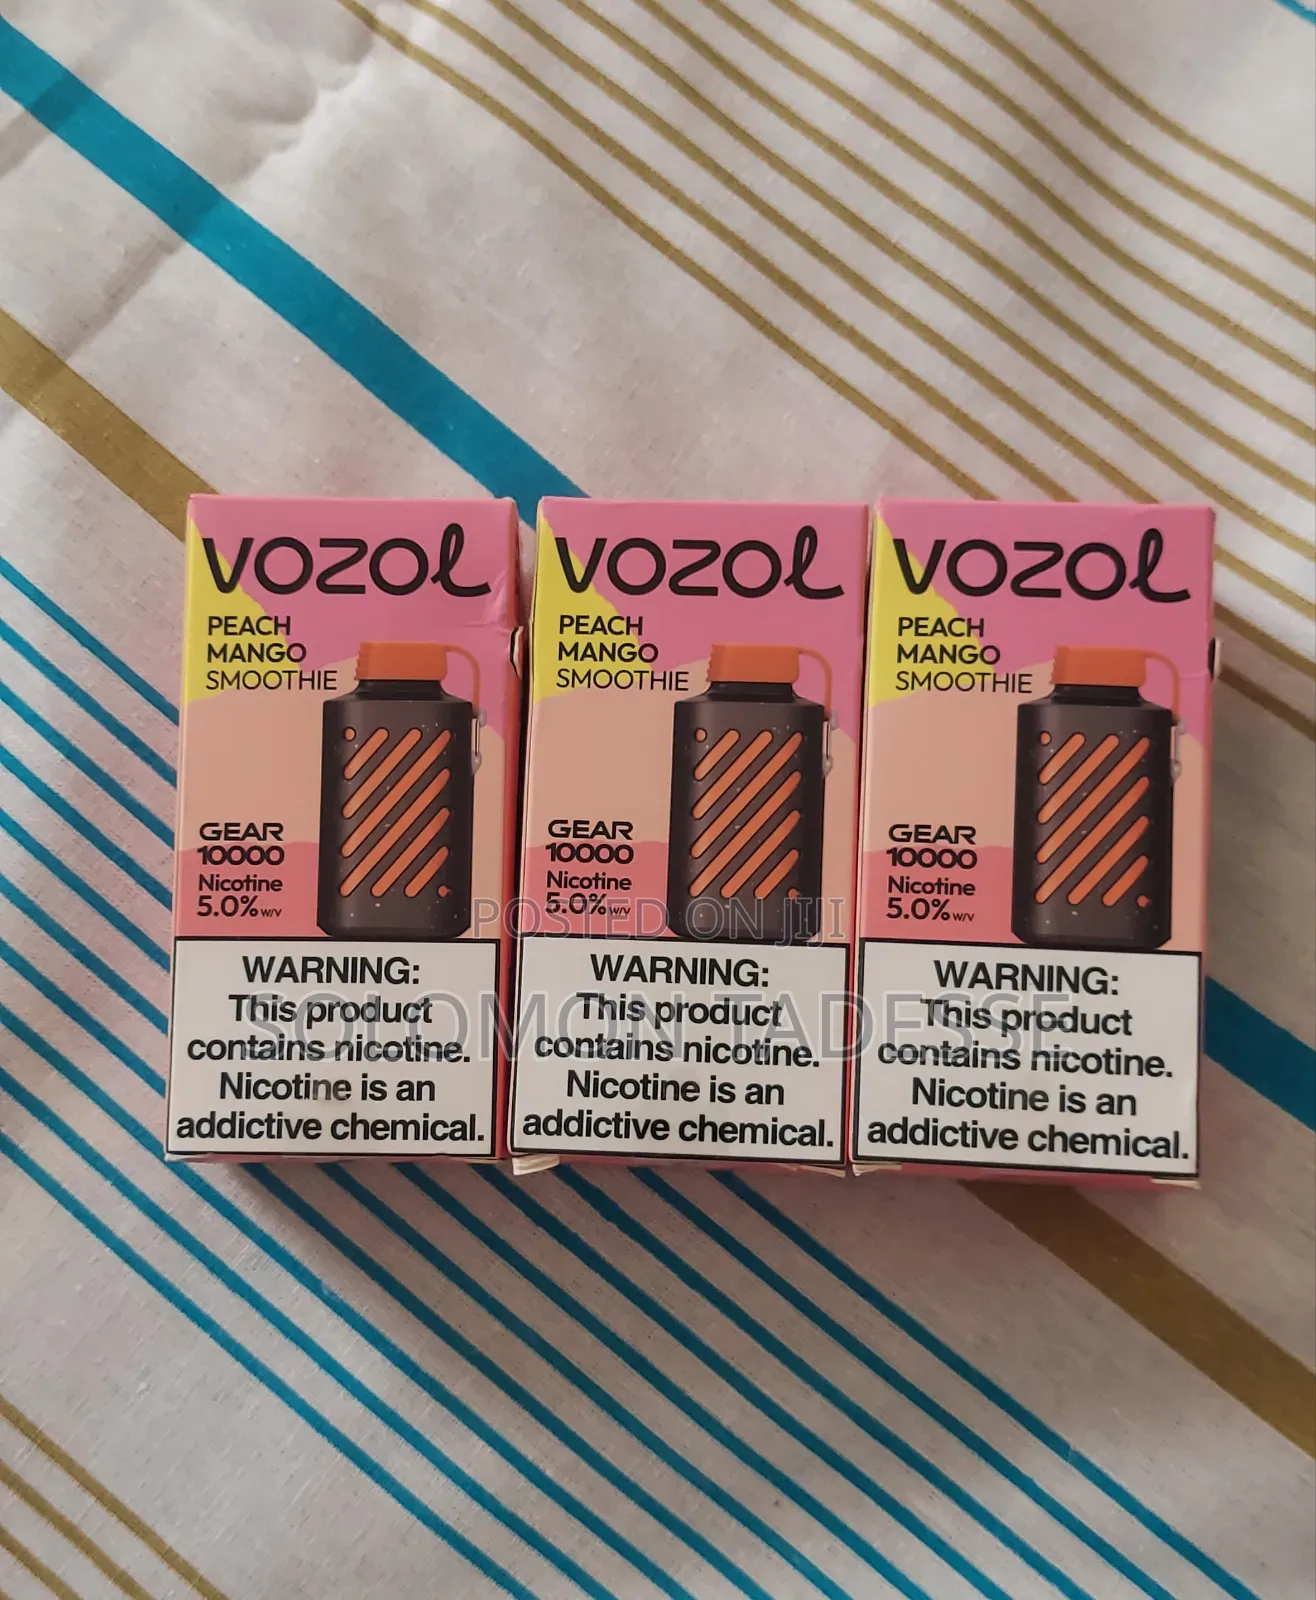 VOZOL
PEACH
MANGO
SMOOTHIE
GEAR
10000
Nicotine
5.0% w/v
WARNING:
This product
contains nicotine.
Nicotine is an
addictive chemical.
VOZOL
PEACH
MANGO
SMOOTHIE
GEAR
10000
Nicotine
5.0% w/v
WARNING:
This product
contains nicotine.
Nicotine is an
addictive chemical.
VOZOL
PEACH
MANGO
SMOOTHIE
GEAR
10000
Nicotine
5.0% w/v
WARNING:
This product
contains nicotine.
Nicotine is an
addictive chemical.
POSTED ON JIJI
SOLOMON TADESSE